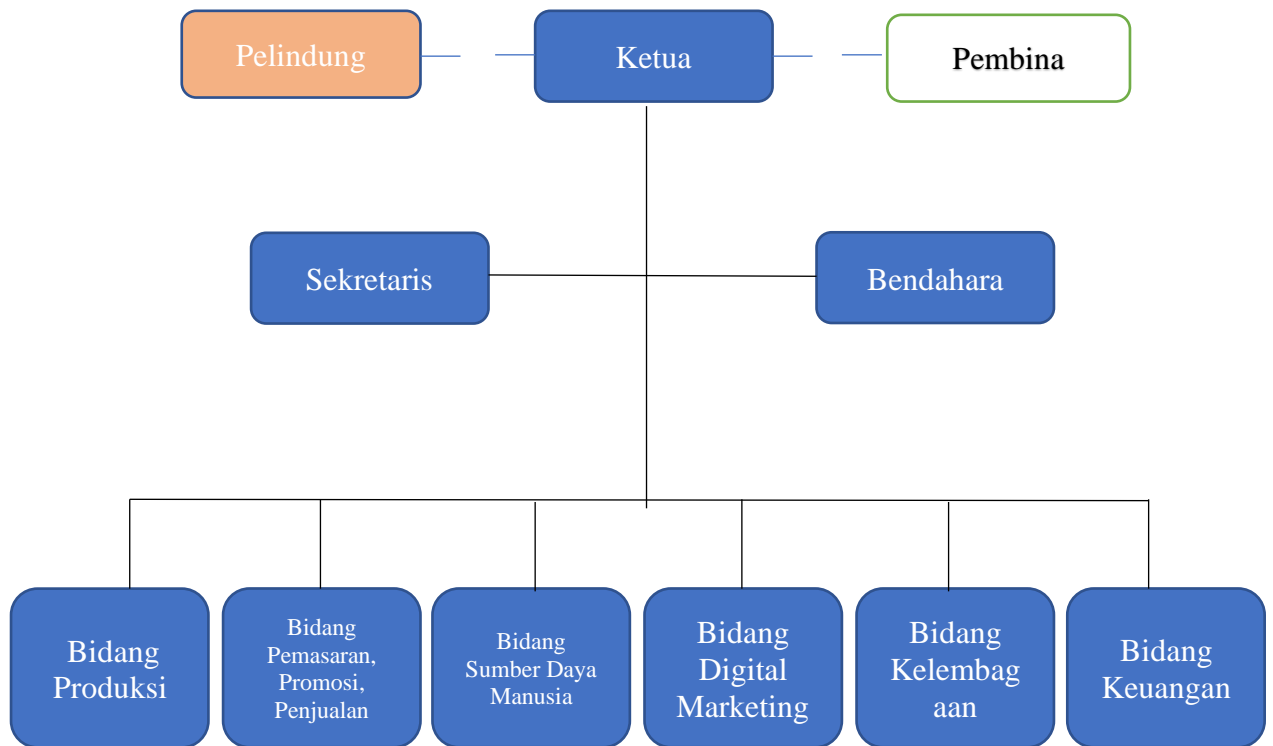 Pelindung
Ketua
Pembina
Sekretaris
Bendahara
Bidang
Produksi
Bidang
Pemasaran,
Promosi,
Penjualan
Bidang
Sumber Daya
Manusia
Bidang
Digital
Marketing
Bidang
Kelembag
aan
Bidang
Keuangan